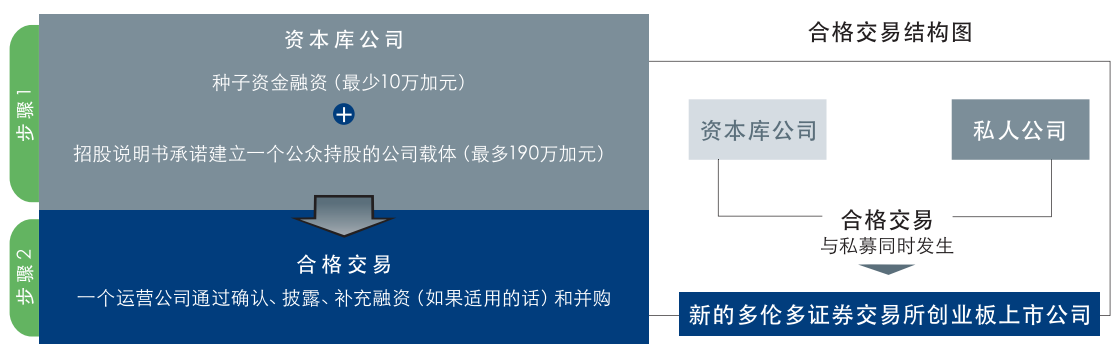 步骤1
资本库公司
种子资金融资（最少10万加元）
招股说明书承诺建立一个公众持股的公司载体（最多190万加元）
步骤2
合格交易
一个运营公司通过确认、披露、补充融资（如果适用的话）和并购
合格交易结构图
资本库公司
私人公司
合格交易
与私募同时发生
新的多伦多证券交易所创业板上市公司